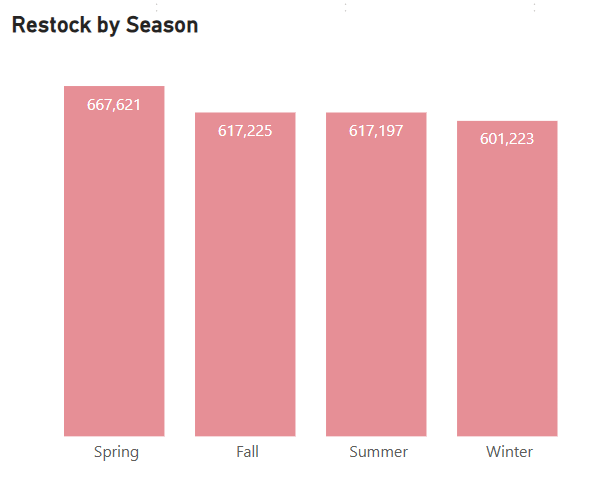 Restock by Season
667,621
617,225
617,197
601,223
Spring
Fall
Summer
Winter